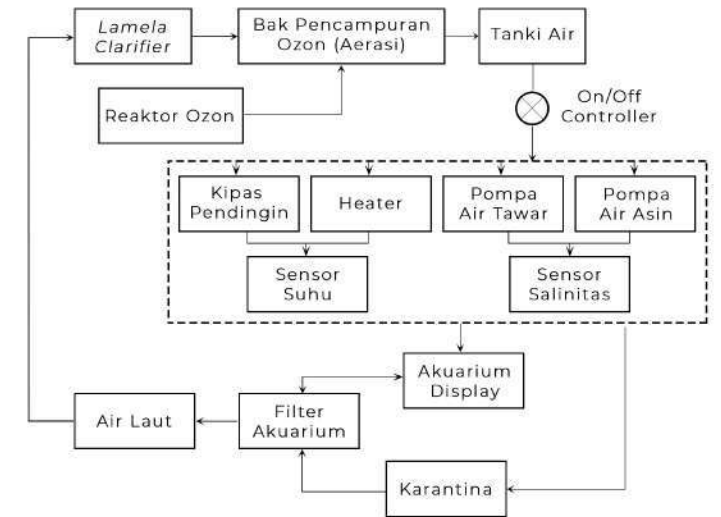 Lamela
Clarifier
Bak Pencampuran
Ozon (Aerasi)
Tanki Air
Reaktor Ozon
On/Off
Controller
Kipas
Pendingin
Heater
Pompa
Air Tawar
Pompa
Air Asin
Sensor
Suhu
Sensor
Salinitas
Akuarium
Display
Air Laut
Filter
Akuarium
Karantina